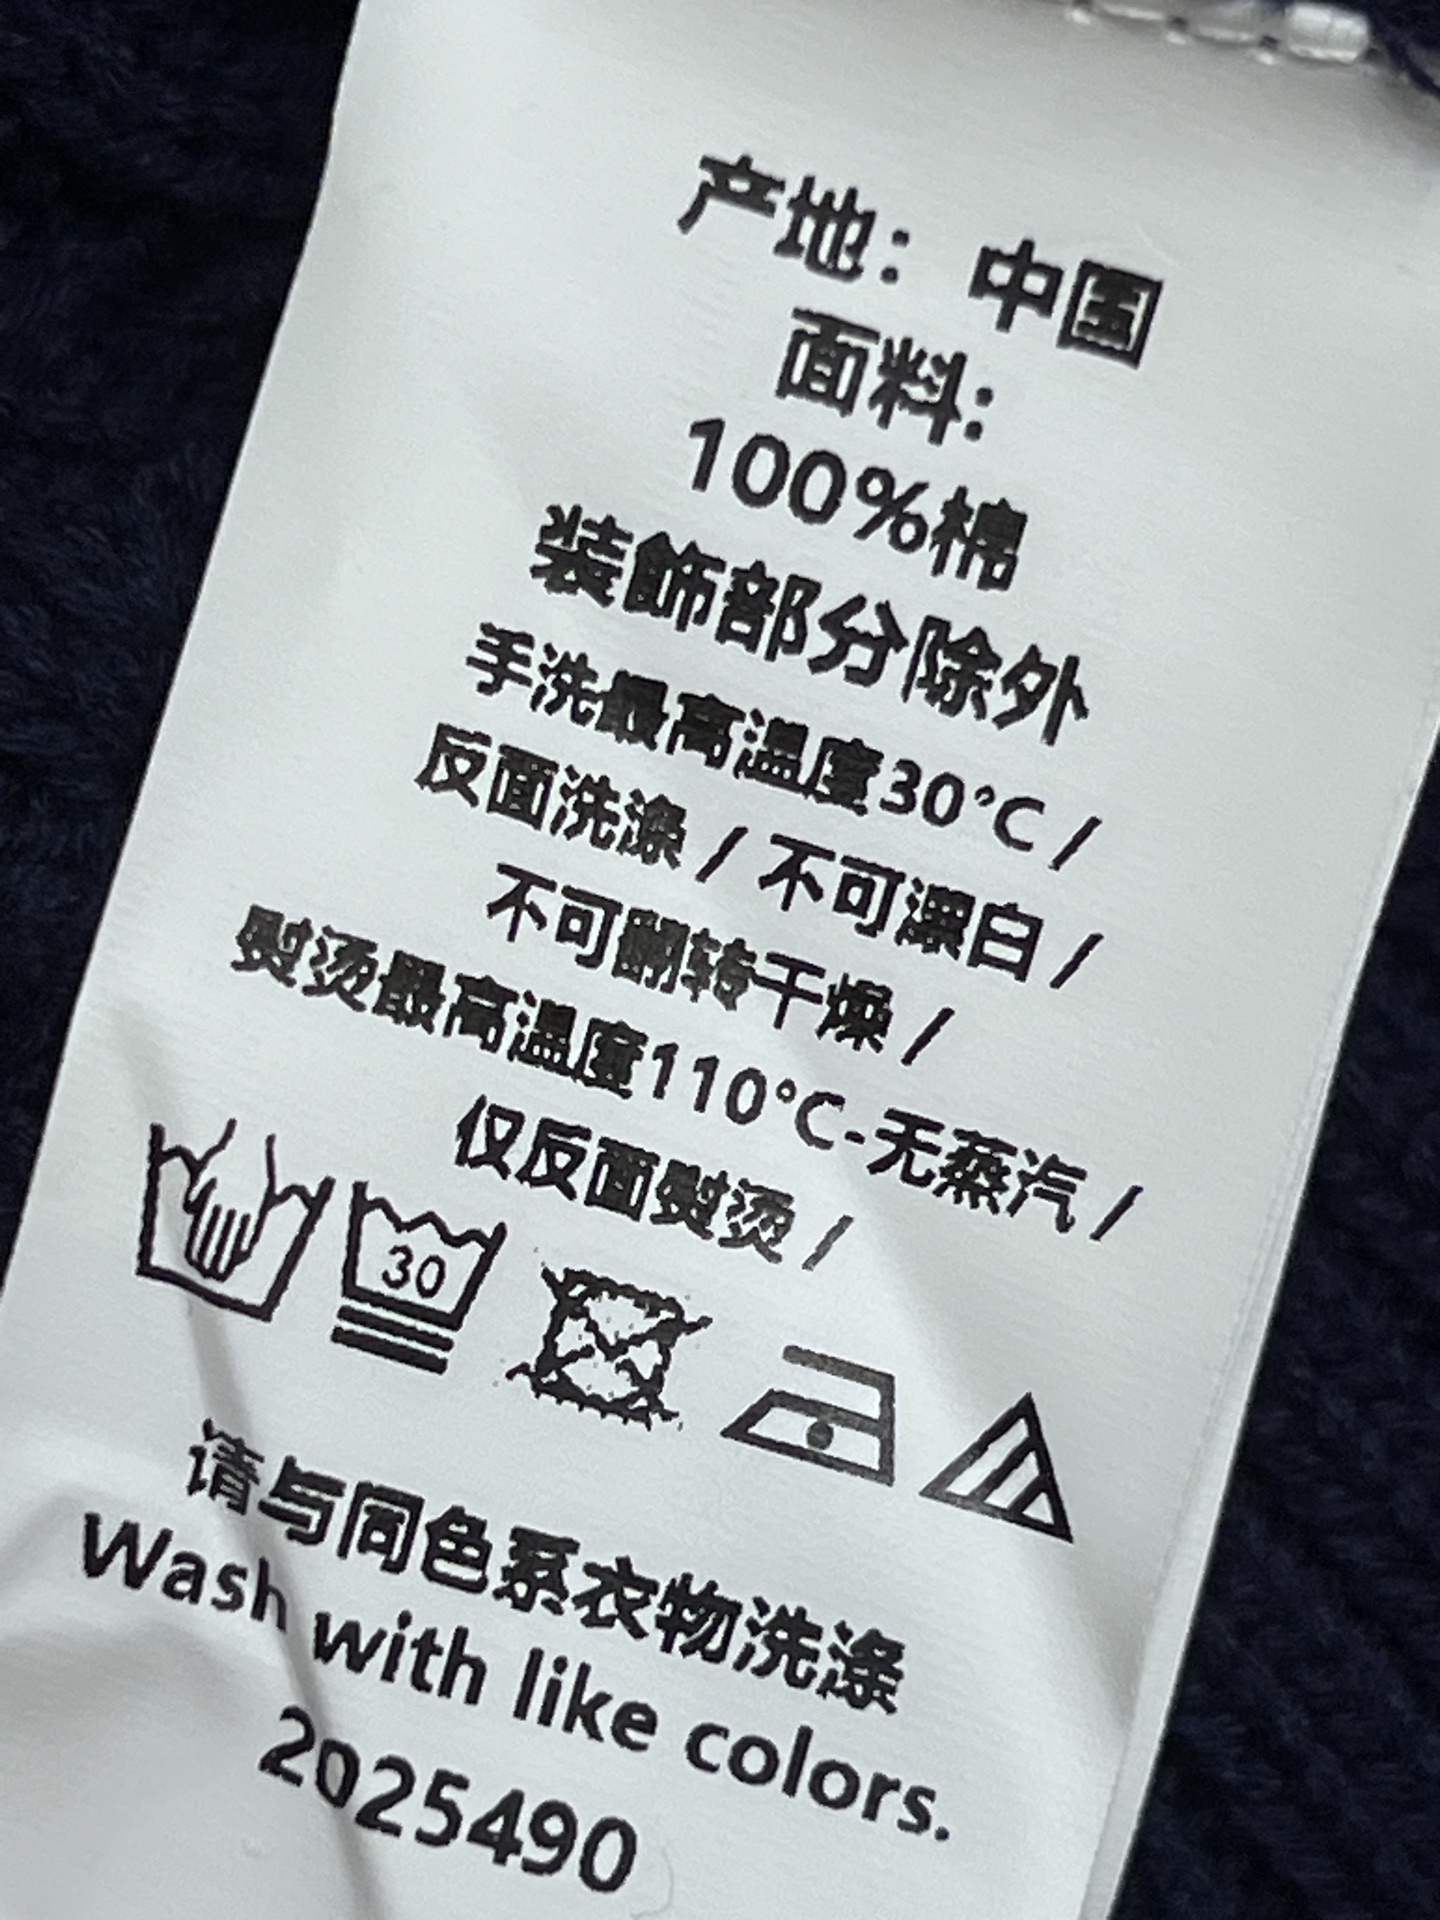 产地：中国
面料：
100%棉
装飾部分除外
手洗最高温度30°C /
反面洗涤 / 不可漂白 /
不可翻转干燥 /
熨烫最高温度110°C-无蒸汽 /
仅反面熨烫 /
30
请与同色系衣物洗涤
Wash with like colors.
2025490